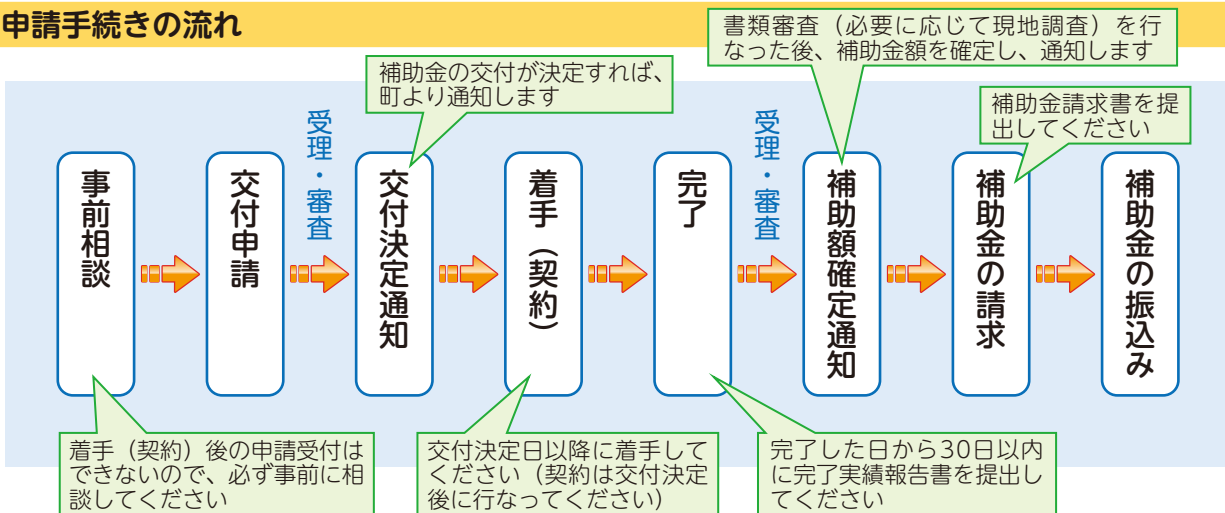 申請手続きの流れ
書類審査（必要に応じて現地調査）を行
なった後、補助金額を確定し、通知します
補助金の交付が決定すれば、
町より通知します
補助金請求書を提
出してください
事前相談
交付申請
受理・審査
交付決定通知
着手（契約）
完了
受理・審査
補助額確定通知
補助金の請求
補助金の振込み
着手（契約）後の申請受付は
できないので、必ず事前に相
談してください
交付決定日以降に着手して
ください（契約は交付決定
後に行なってください）
完了した日から30日以内
に完了実績報告書を提出し
てください